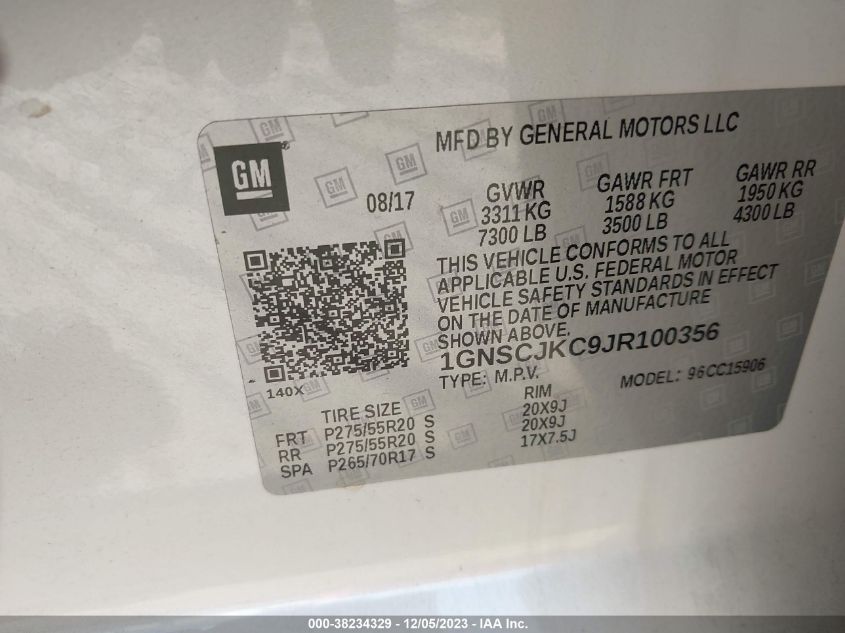 GM
MFD BY GENERAL MOTORS LLC
08/17
GVWR
3311 KG
7300 LB
GAWR FRT
1588 KG
3500 LB
GAWR RR
1950 KG
4300 LB
THIS VEHICLE CONFORMS TO ALL
APPLICABLE U.S. FEDERAL MOTOR
VEHICLE SAFETY STANDARDS IN EFFECT
ON THE DATE OF MANUFACTURE
SHOWN ABOVE.
1GNSCJKC9JR100356
TYPE: M.P.V.
MODEL: 96CC15906
140X
TIRE SIZE RIM
FRT P275/55R20 S 20X9J
RR P275/55R20 S 20X9J
SPA P265/70R17 S 17X7.5J
000-38234329 - 12/05/2023 - IAA Inc.